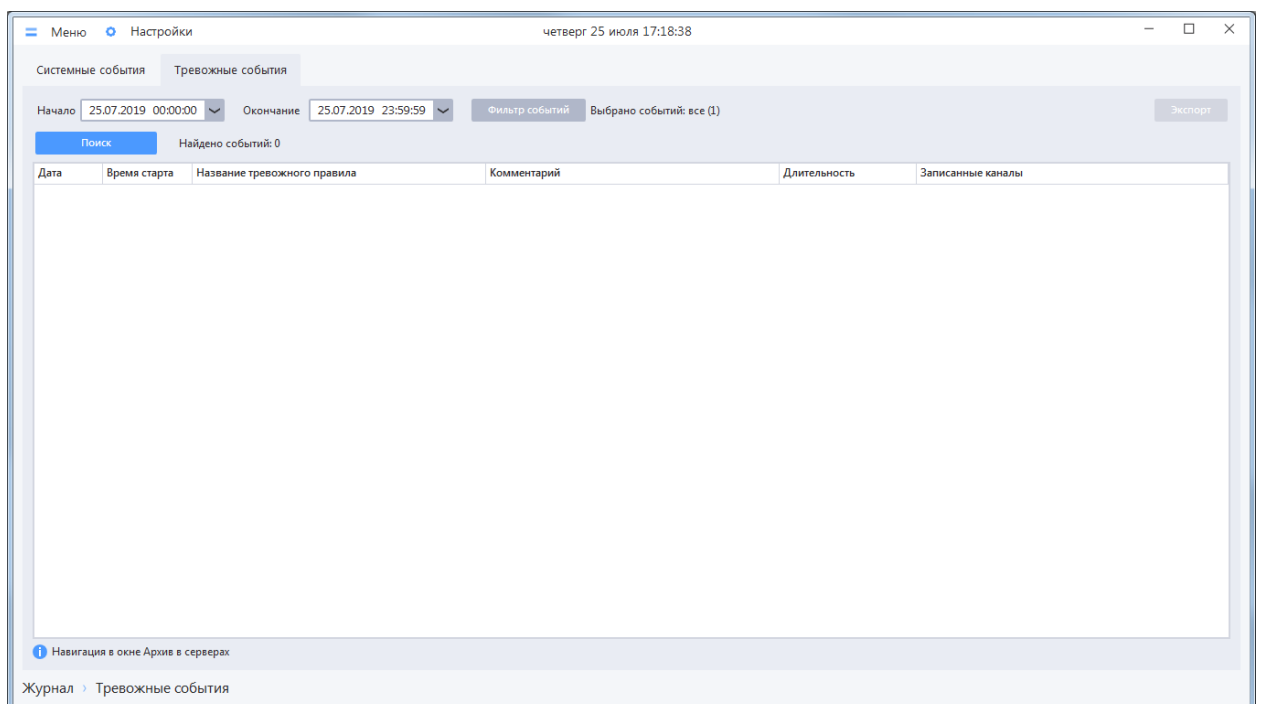 Меню Настройки четверг 25 июля 17:18:38
Системные события Тревожные события
Начало 25.07.2019 00:00:00 Окончание 25.07.2019 23:59:59 Фильтр событий Выбрано событий: все (1) Экспорт
Поиск Найдено событий: 0
Дата Время старта Название тревожного правила Комментарий Длительность Записанные каналы
Навигация в окне Архив в серверах
Журнал › Тревожные события